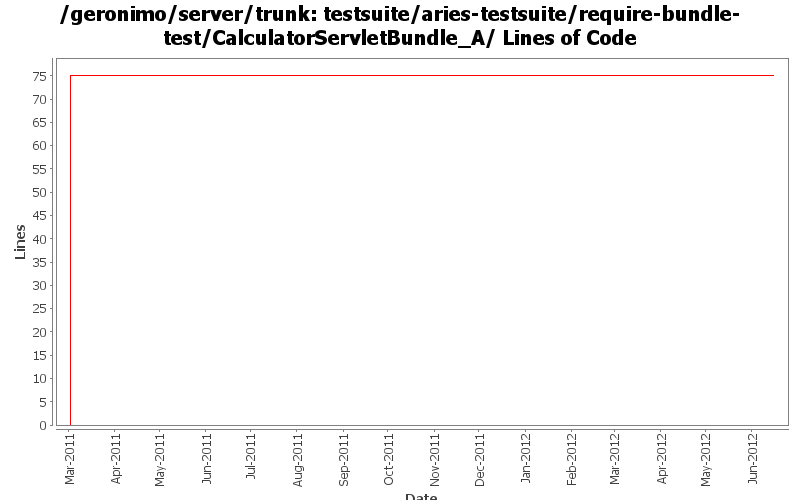 /geronimo/server/trunk: testsuite/aries-testsuite/require-bundle-
test/CalculatorServletBundle_A/ Lines of Code
75
70
65
60
55
50
45
40
35
30
25
20
15
10
5
0
Lines
Mar-2011
Apr-2011
May-2011
Jun-2011
Jul-2011
Aug-2011
Sep-2011
Oct-2011
Nov-2011
Dec-2011
Jan-2012
Feb-2012
Mar-2012
Apr-2012
May-2012
Jun-2012
Date